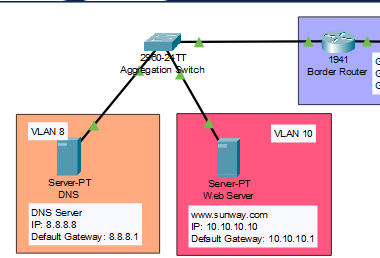 2960-24TT
Aggregation Switch
1941
Border Router
G
G
G
VLAN 8
VLAN 10
Server-PT
DNS
Server-PT
Web Server
DNS Server
IP: 8.8.8.8
Default Gateway: 8.8.8.1
www.sunway.com
IP: 10.10.10.10
Default Gateway: 10.10.10.1